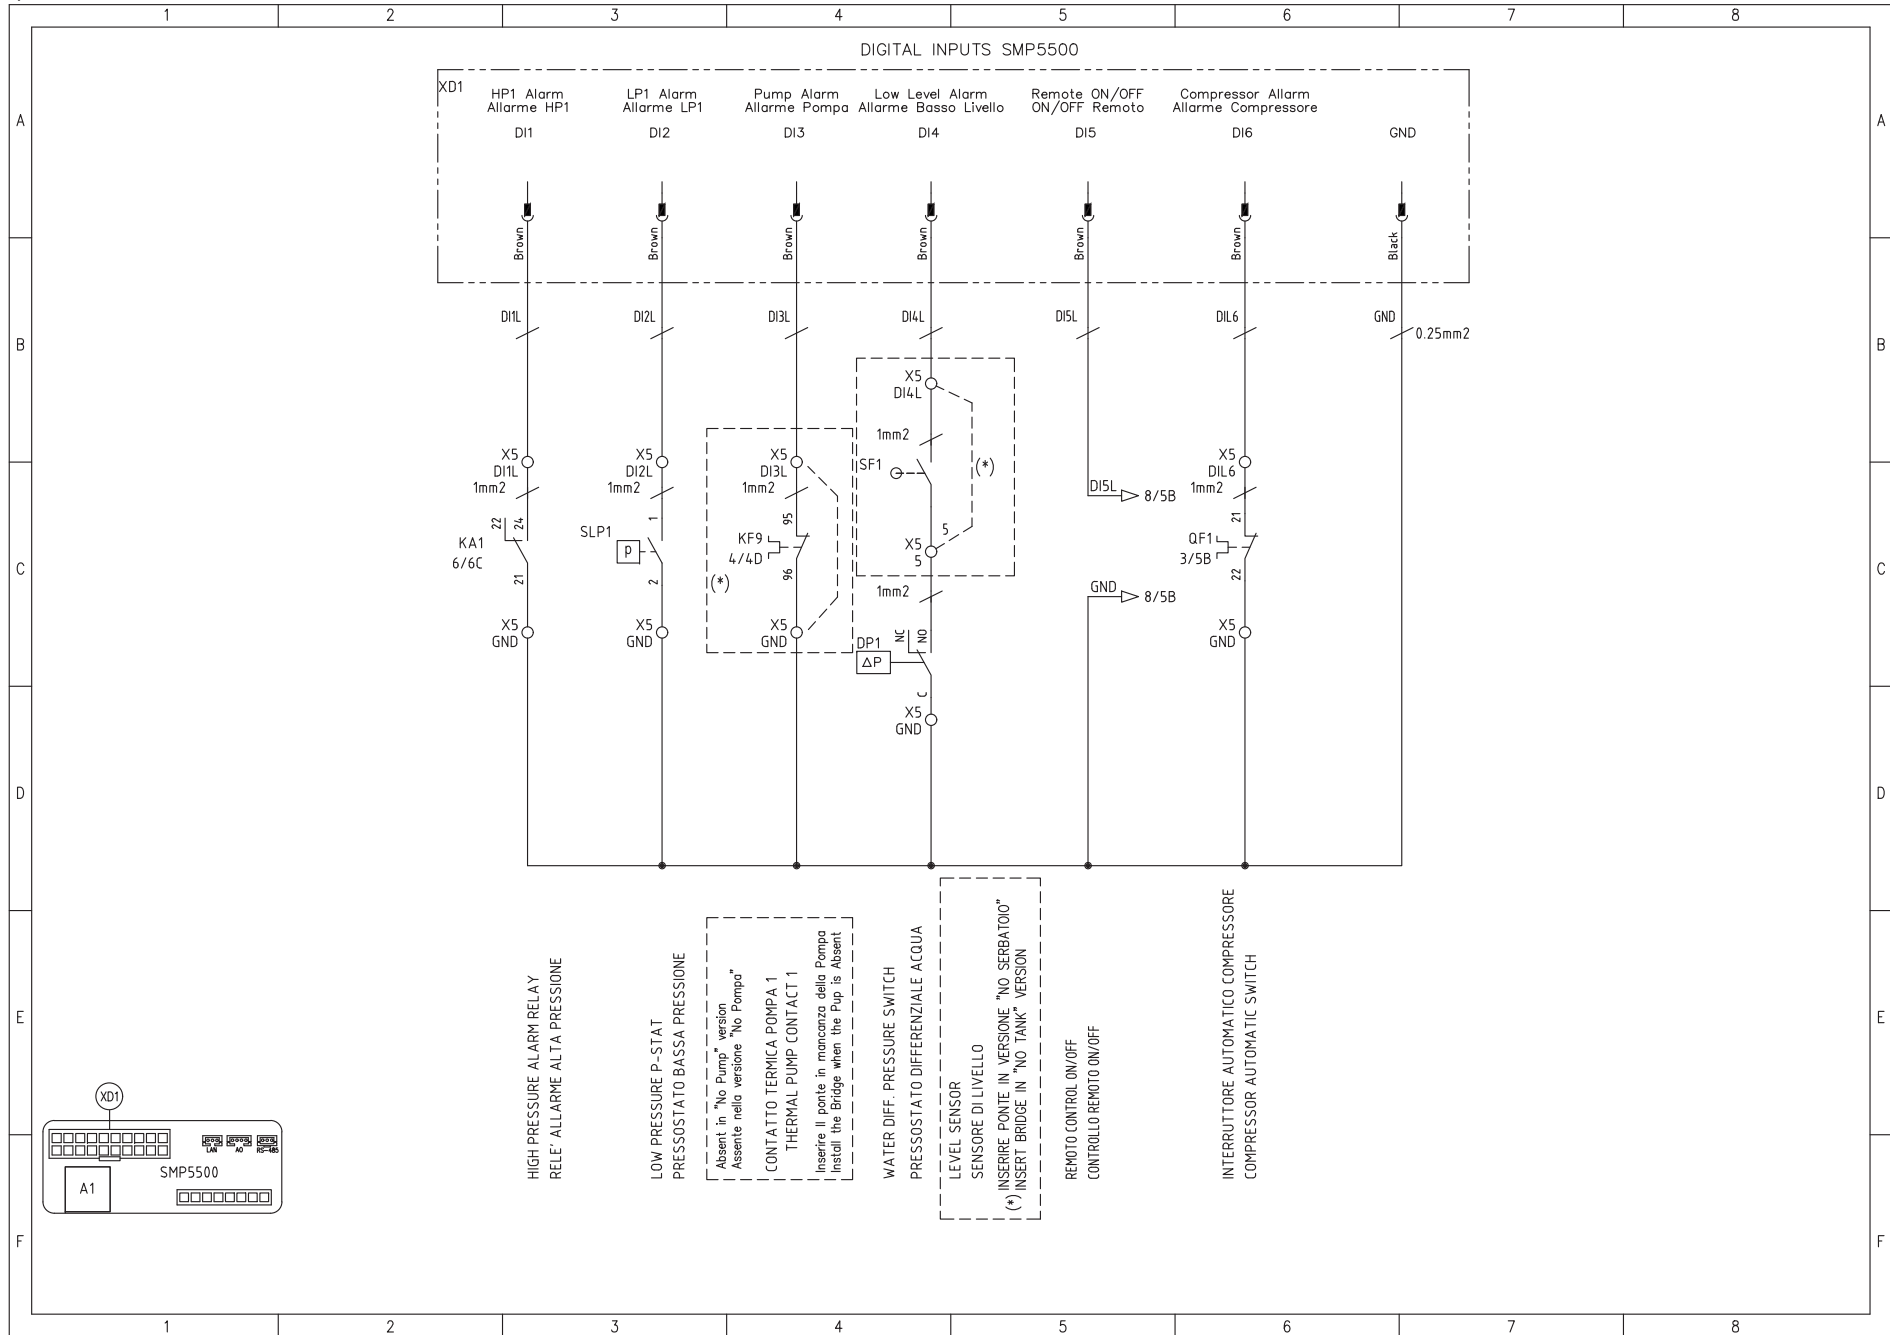 1 2 3 4 5 6 7 8
DIGITAL INPUTS SMP5500
A
A
XD1
HP1 Alarm
Allarme HP1
DI1
LP1 Alarm
Allarme LP1
DI2
Pump Alarm
Allarme Pompa
DI3
Low Level Alarm
Allarme Basso Livello
DI4
Remote ON/OFF
ON/OFF Remoto
DI5
Compressor Alarm
Allarme Compressore
DI6
GND
Brown
Brown
Brown
Brown
Brown
Brown
Black
B
B
DI1L
DI2L
DI3L
DI4L
DI5L
DIL6
GND
0.25mm2
X5
DI1L
1mm2
22
24
KA1
6/6C
21
X5
GND
X5
DI2L
1mm2
1
SLP1
p
2
X5
GND
X5
DI3L
1mm2
95
KF9
4/4D
96
(*)
X5
GND
X5
DI4L
1mm2
SF1
(*)
5
X5
5
1mm2
NC
NO
DP1
ΔP
C
X5
GND
DI5L
8/5B
GND
8/5B
X5
DIL6
1mm2
21
QF1
3/5B
22
X5
GND
C
C
D
D
HIGH PRESSURE ALARM RELAY
RELE' ALLARME ALTA PRESSIONE
LOW PRESSURE P-STAT
PRESSOSTATO BASSA PRESSIONE
Absent in "No Pump" version
Assente nella versione "No Pompa"
CONTATTO TERMICA POMPA 1
THERMAL PUMP CONTACT 1
Inserire Il ponte in mancanza della Pompa
Install the Bridge when the Pup is Absent
WATER DIFF. PRESSURE SWITCH
PRESSOSTATO DIFFERENZIALE ACQUA
LEVEL SENSOR
SENSORE DI LIVELLO
(*) INSERIRE PONTE IN VERSIONE "NO SERBATOIO"
INSERT BRIDGE IN "NO TANK" VERSION
REMOTO CONTROL ON/OFF
CONTROLLO REMOTO ON/OFF
INTERRUTTORE AUTOMATICO COMPRESSORE
COMPRESSOR AUTOMATIC SWITCH
E
E
XD1
LAN
AO
RS-485
SMP5500
A1
F
F
1 2 3 4 5 6 7 8